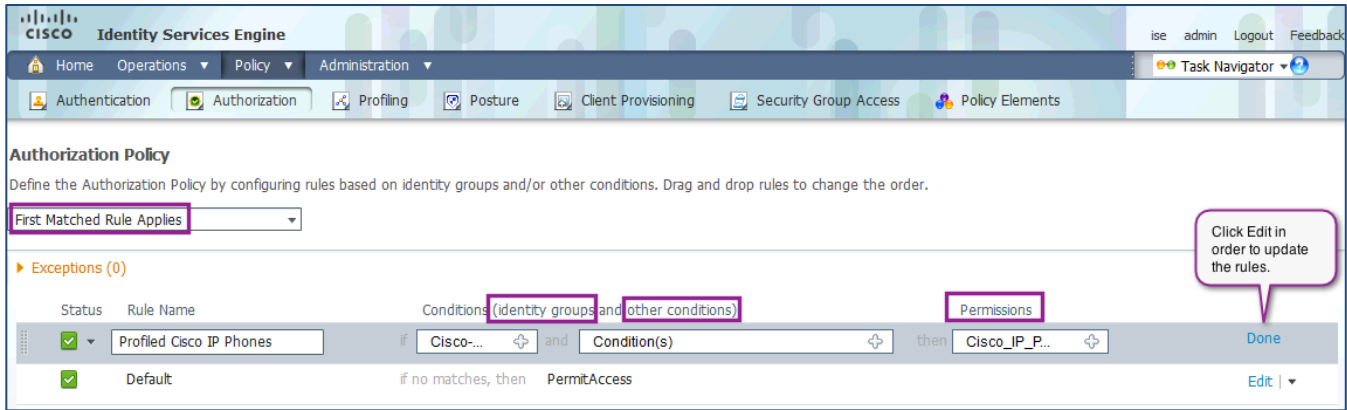 CISCO Identity Services Engine ise admin Logout Feedback
Home Operations Policy Administration Task Navigator
Authentication Authorization Profiling Posture Client Provisioning Security Group Access Policy Elements
Authorization Policy
Define the Authorization Policy by configuring rules based on identity groups and/or other conditions. Drag and drop rules to change the order.
First Matched Rule Applies
Click Edit in
order to update
the rules.
Exceptions (0)
Status Rule Name Conditions (identity groups and other conditions) Permissions
Profiled Cisco IP Phones if Cisco-... and Condition(s) then Cisco_IP_P... Done
Default if no matches, then PermitAccess Edit |